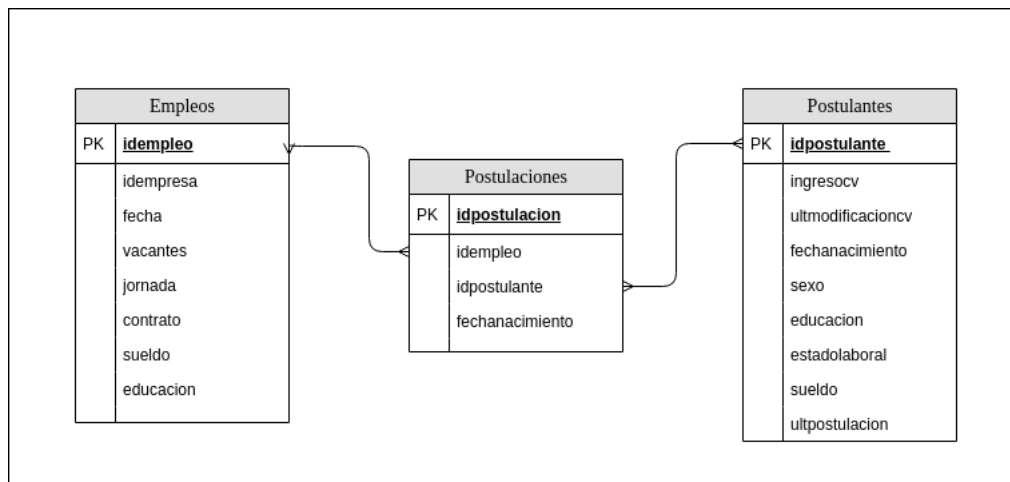 Empleos
PK idempleo
idempresa
fecha
vacantes
jornada
contrato
sueldo
educacion
Postulaciones
PK idpostulacion
idempleo
idpostulante
fechanacimiento
Postulantes
PK idpostulante
ingresocv
ultmodificacioncv
fechanacimiento
sexo
educacion
estadolaboral
sueldo
ultpostulacion